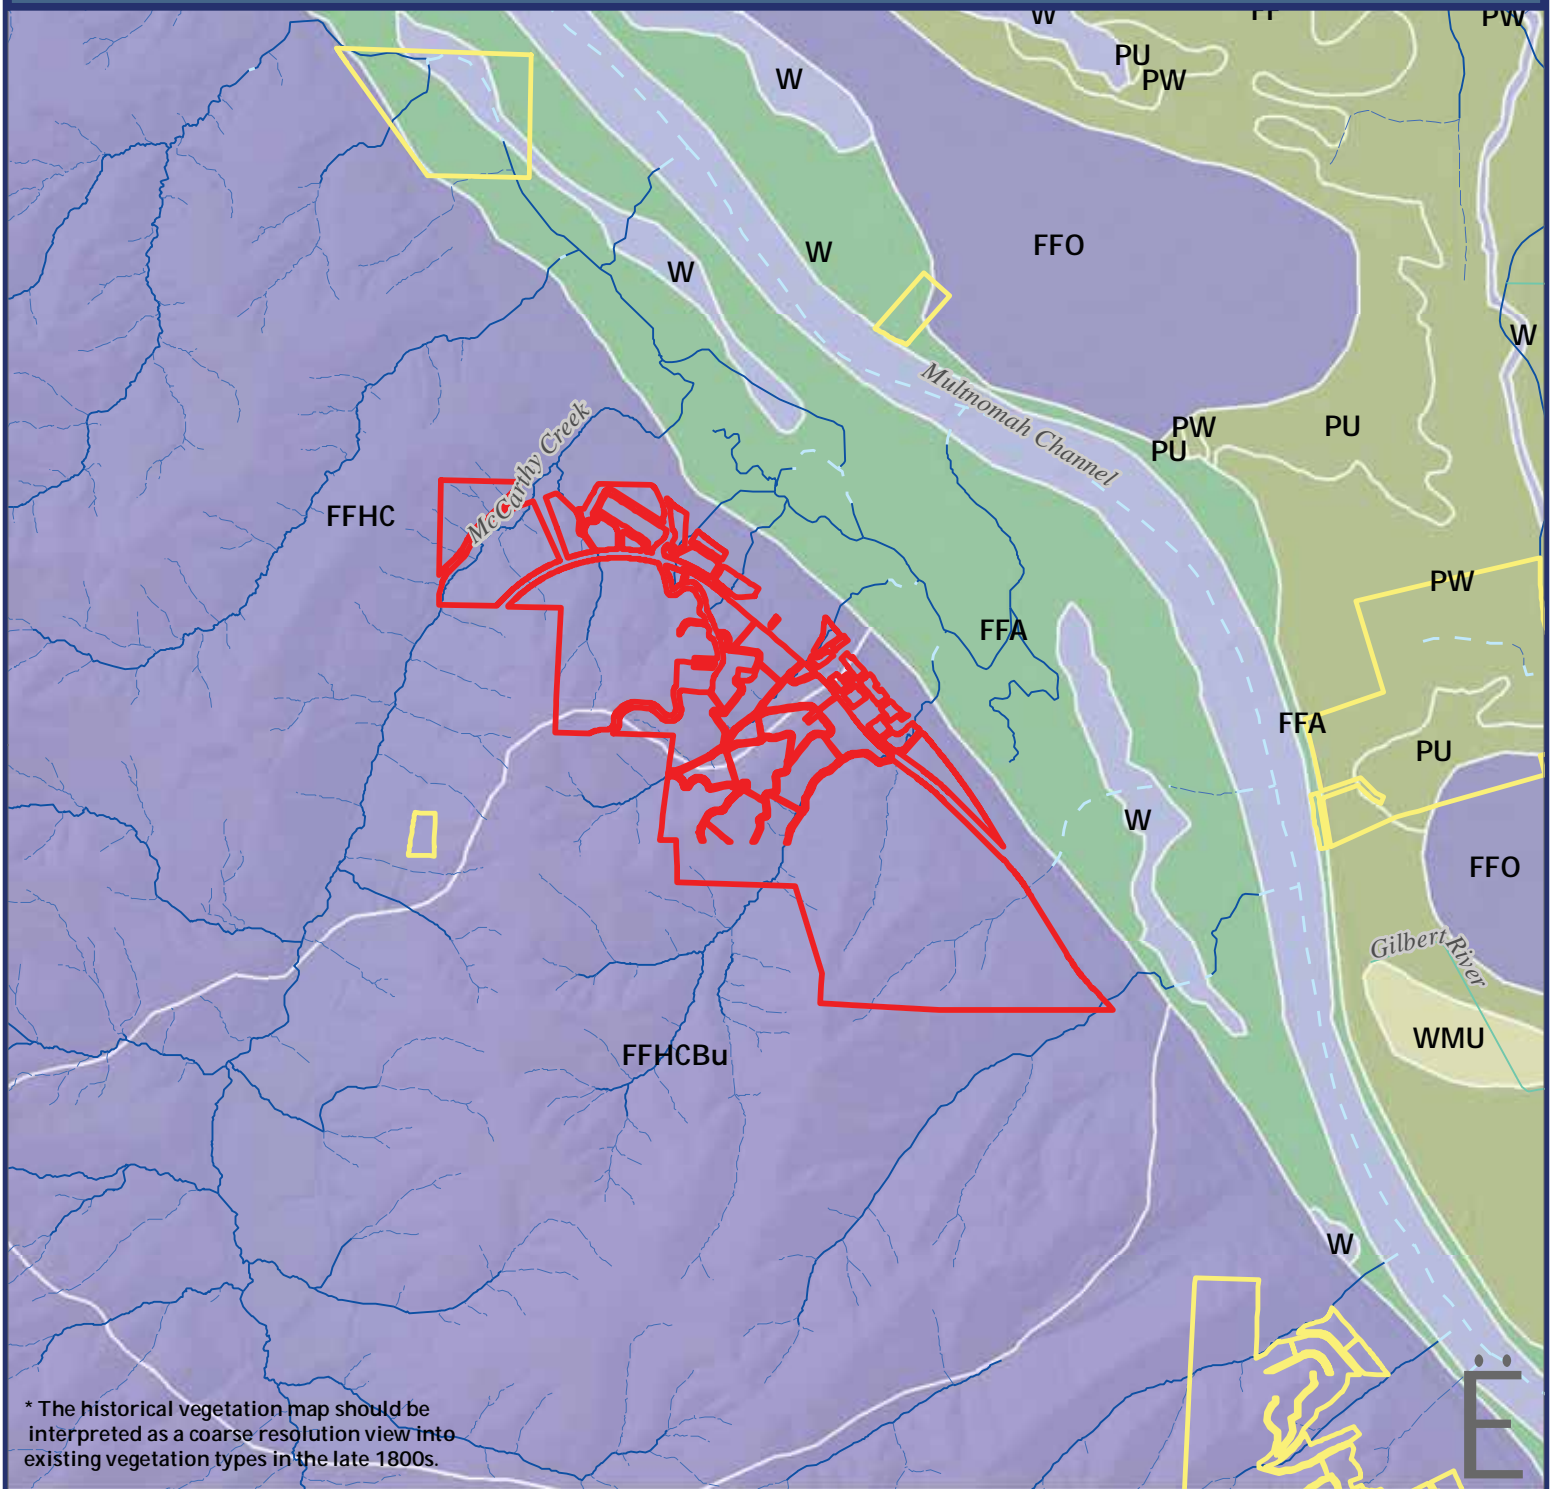 W
PW
PU
PW
W
FFO
W
W
W
Multnomah Channel
PW
PU
PU
McCarthy Creek
FFHC
PW
FFA
FFA
PU
W
FFO
Gilbert River
WMU
FFHCBu
W
Ë
* The historical vegetation map should be
interpreted as a coarse resolution view into
existing vegetation types in the late 1800s.